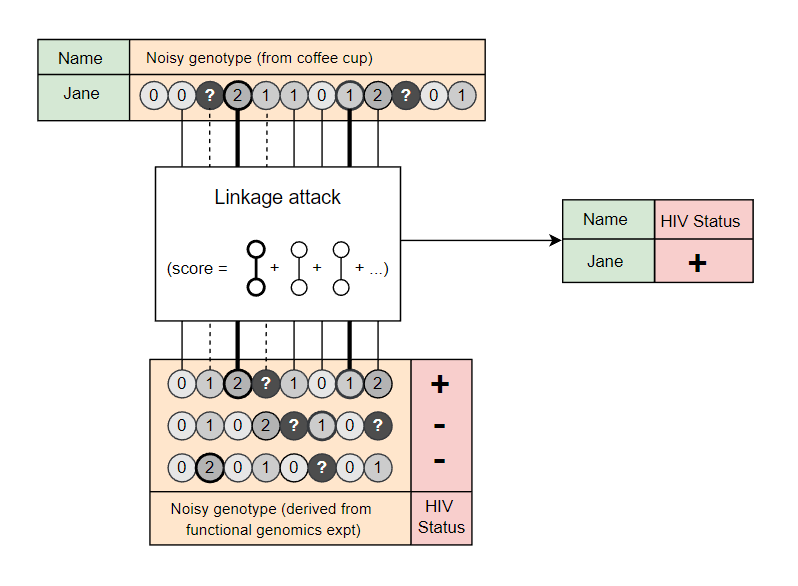 Name Noisy genotype (from coffee cup)
Jane 0 0 ? 2 1 1 0 1 2 ? 0 1
Linkage attack
(score = + + + ...)
Name HIV Status
Jane +
0 1 2 ? 1 0 1 2 +
0 1 0 2 ? 1 0 ? -
0 2 0 1 0 ? 0 1 -
Noisy genotype (derived from
functional genomics expt)
HIV
Status